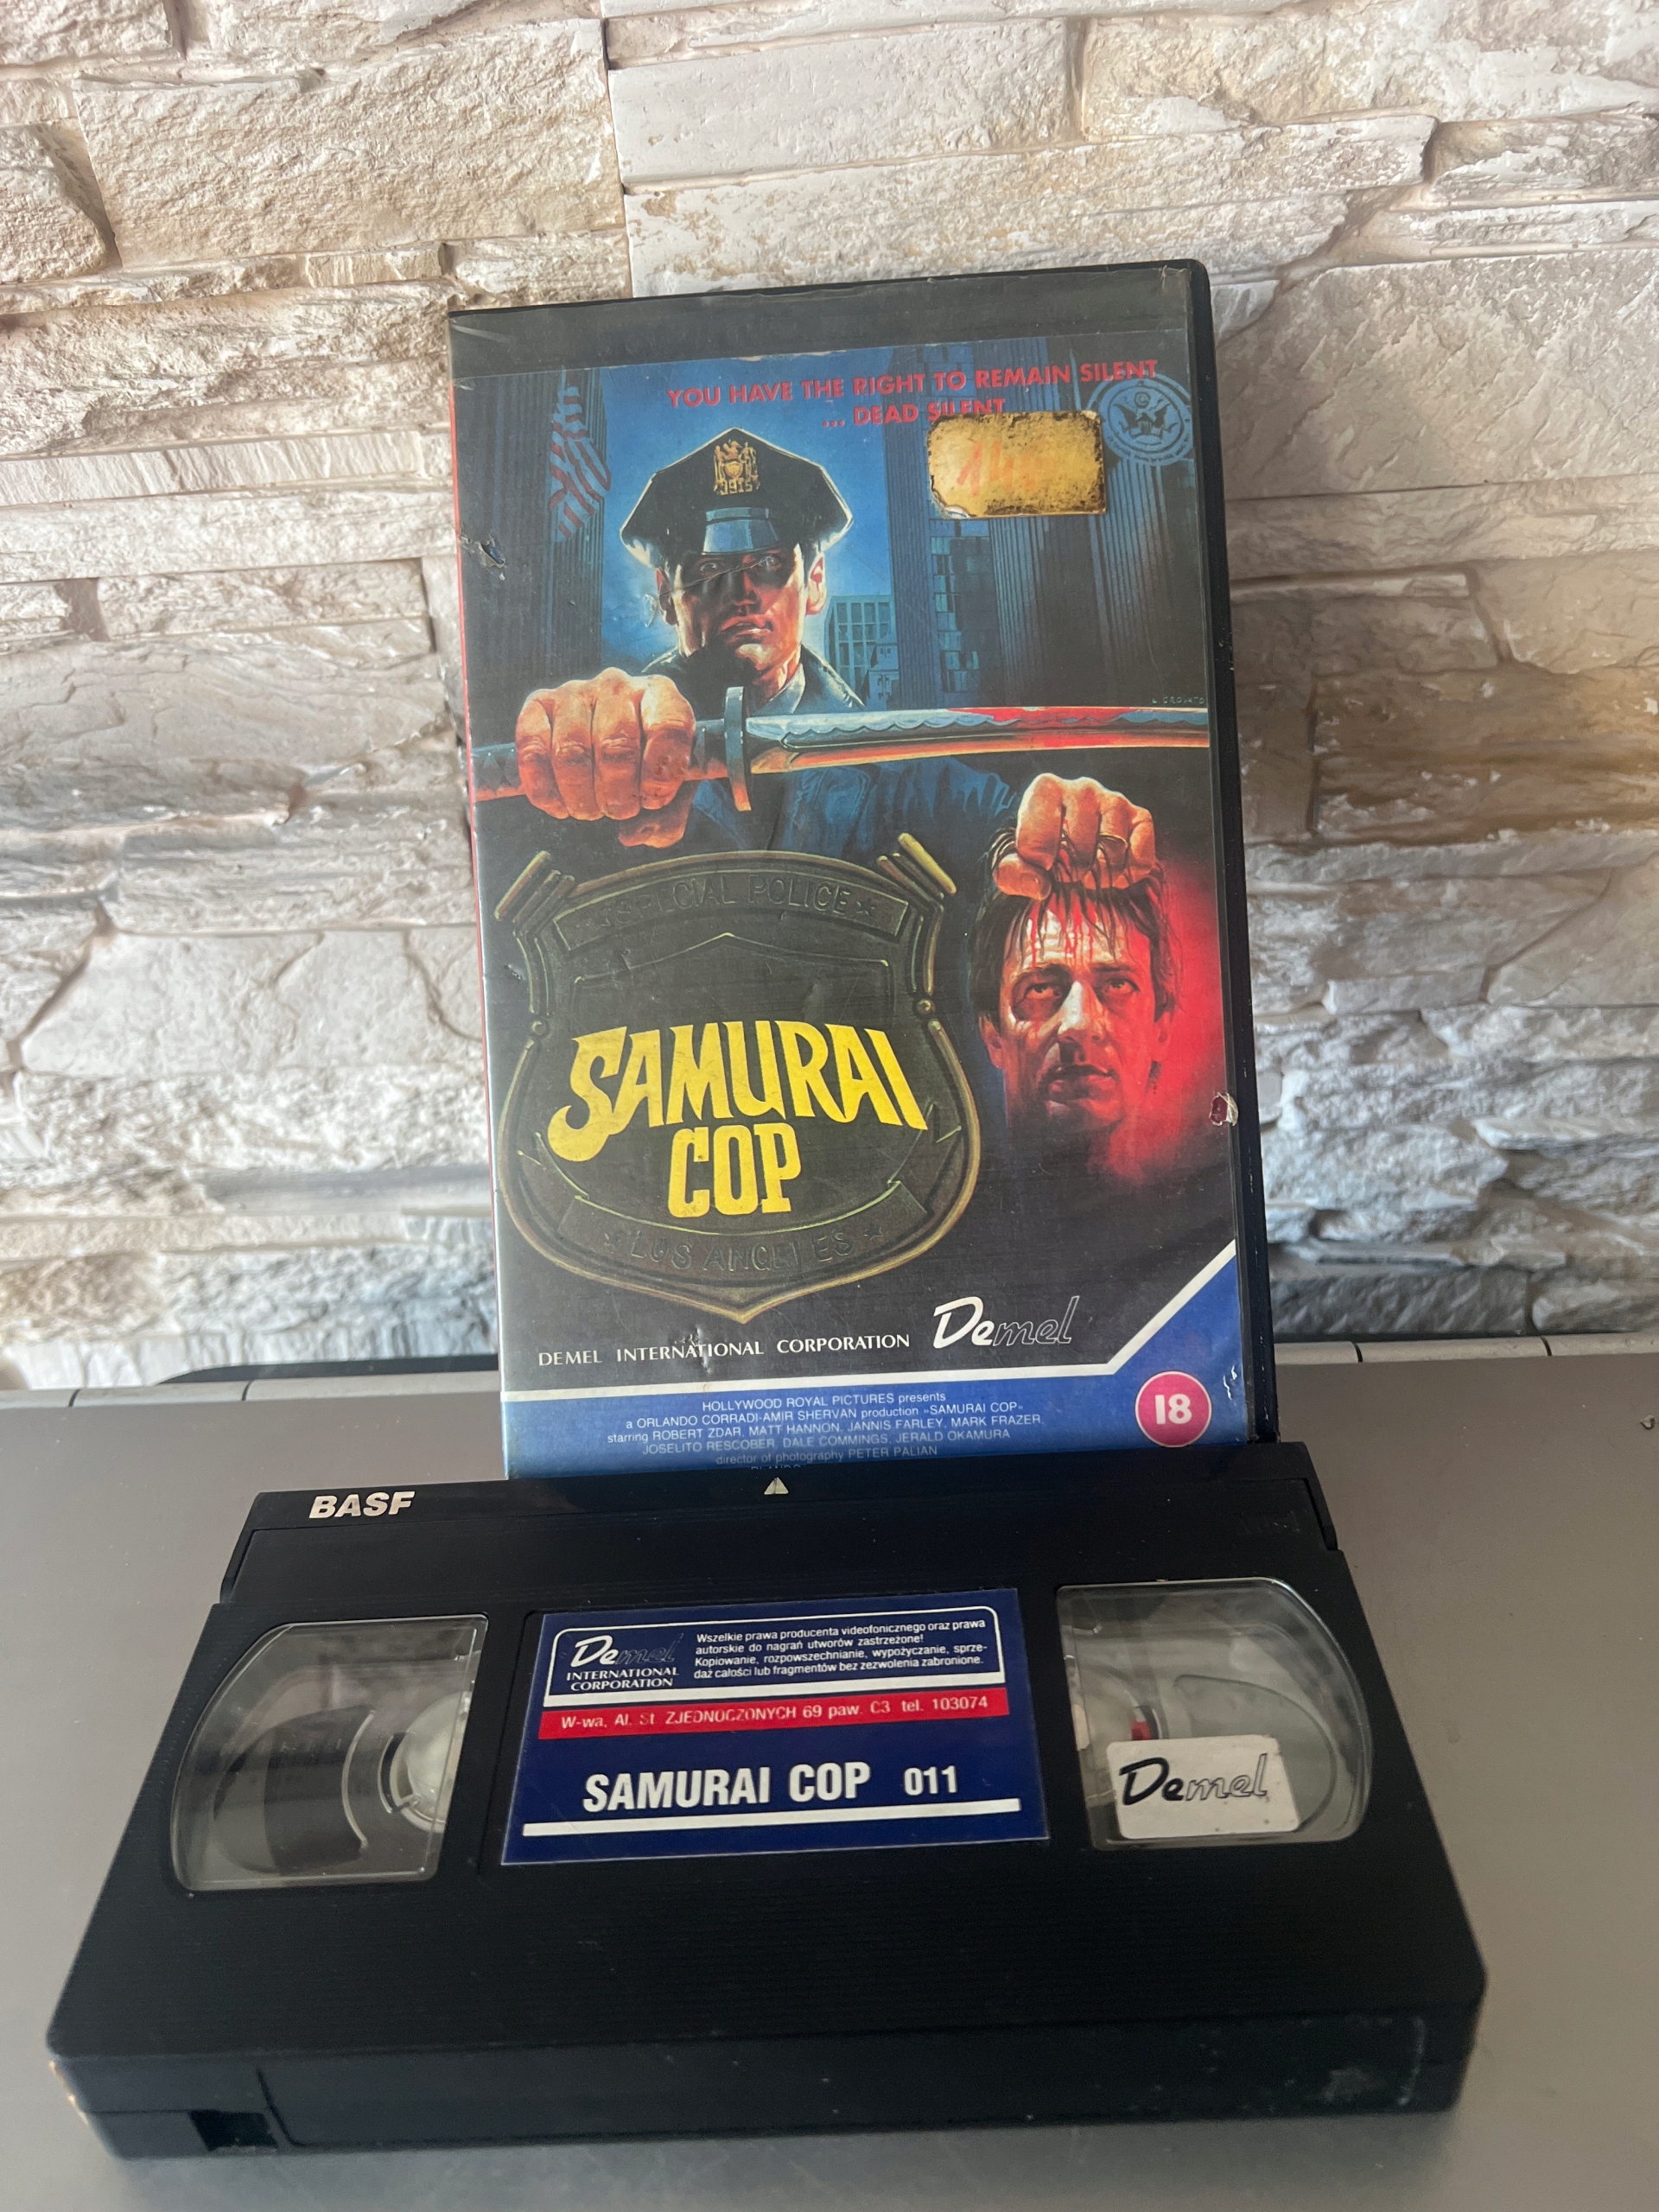 YOU HAVE THE RIGHT TO REMAIN SILENT
... DEAD SILENT
3915
L. CROVATO
★SPECIAL POLICE★
SAMURAI
COP
★LOS ANGELES★
DEMEL INTERNATIONAL CORPORATION Demel
HOLLYWOOD ROYAL PICTURES presents
a ORLANDO CORRADI-AMIR SHERVAN production »SAMURAI COP«
starring ROBERT ZDAR, MATT HANNON, JANNIS FARLEY, MARK FRAZER,
JOSELITO RESCOBER, DALE COMMINGS, JERALD OKAMURA
director of photography PETER PALIAN
18
BASF
Demel
INTERNATIONAL
CORPORATION
Wszelkie prawa producenta videofonicznego oraz prawa
autorskie do nagrań utworów zastrzeżone!
Kopiowanie, rozpowszechnianie, wypożyczanie, sprze-
daż całości lub fragmentów bez zezwolenia zabronione.
W-wa, Al. St. ZJEDNOCZONYCH 69 paw. C3 tel. 103074
SAMURAI COP 011
Demel